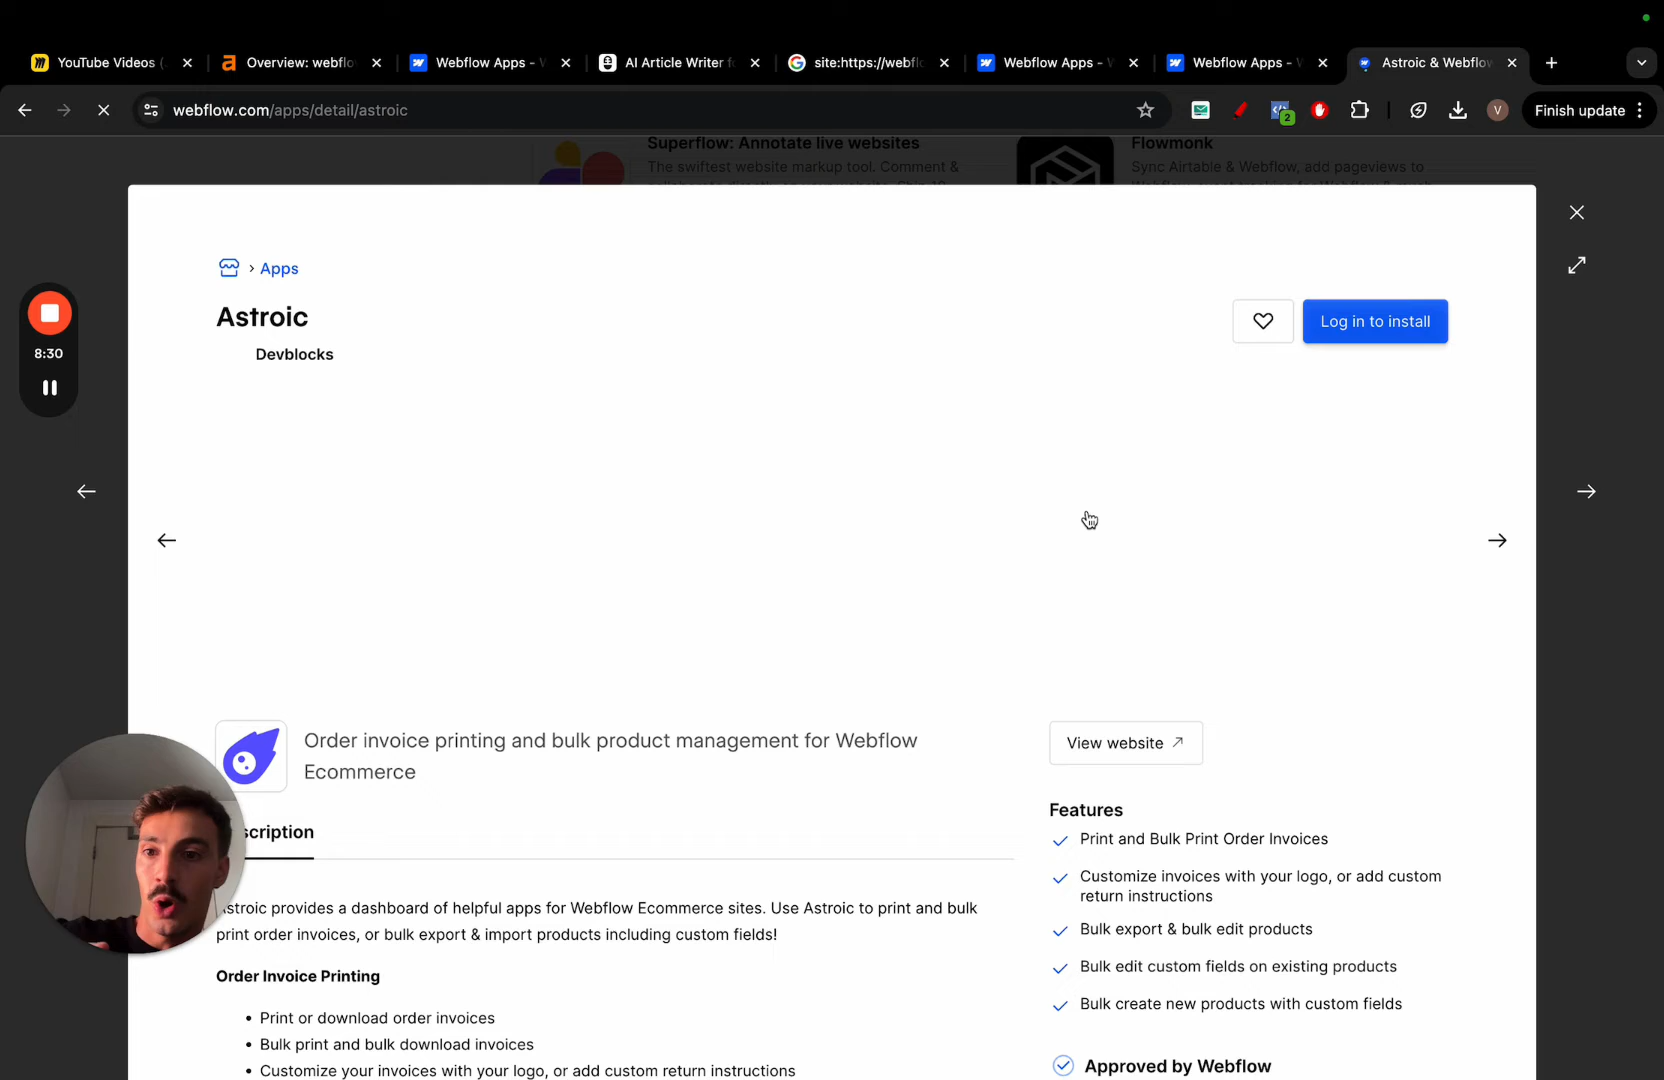 YouTube Videos (
Overview: webflo
Webflow Apps - W
AI Article Writer fo
site:https://webfl
Webflow Apps - W
Webflow Apps - W
Astroic & Webflow
webflow.com/apps/detail/astroic
2
V
Finish update
Superflow: Annotate live websites
The swiftest website markup tool. Comment &
Flowmonk
Sync Airtable & Webflow, add pageviews to
Apps
Astroic
Devblocks
Log in to install
8:30
Order invoice printing and bulk product management for Webflow
Ecommerce
View website
scription
Features
Print and Bulk Print Order Invoices
Customize invoices with your logo, or add custom
return instructions
Bulk export & bulk edit products
Bulk edit custom fields on existing products
Bulk create new products with custom fields
Approved by Webflow
stroic provides a dashboard of helpful apps for Webflow Ecommerce sites. Use Astroic to print and bulk
print order invoices, or bulk export & import products including custom fields!
Order Invoice Printing
• Print or download order invoices
• Bulk print and bulk download invoices
• Customize your invoices with your logo, or add custom return instructions